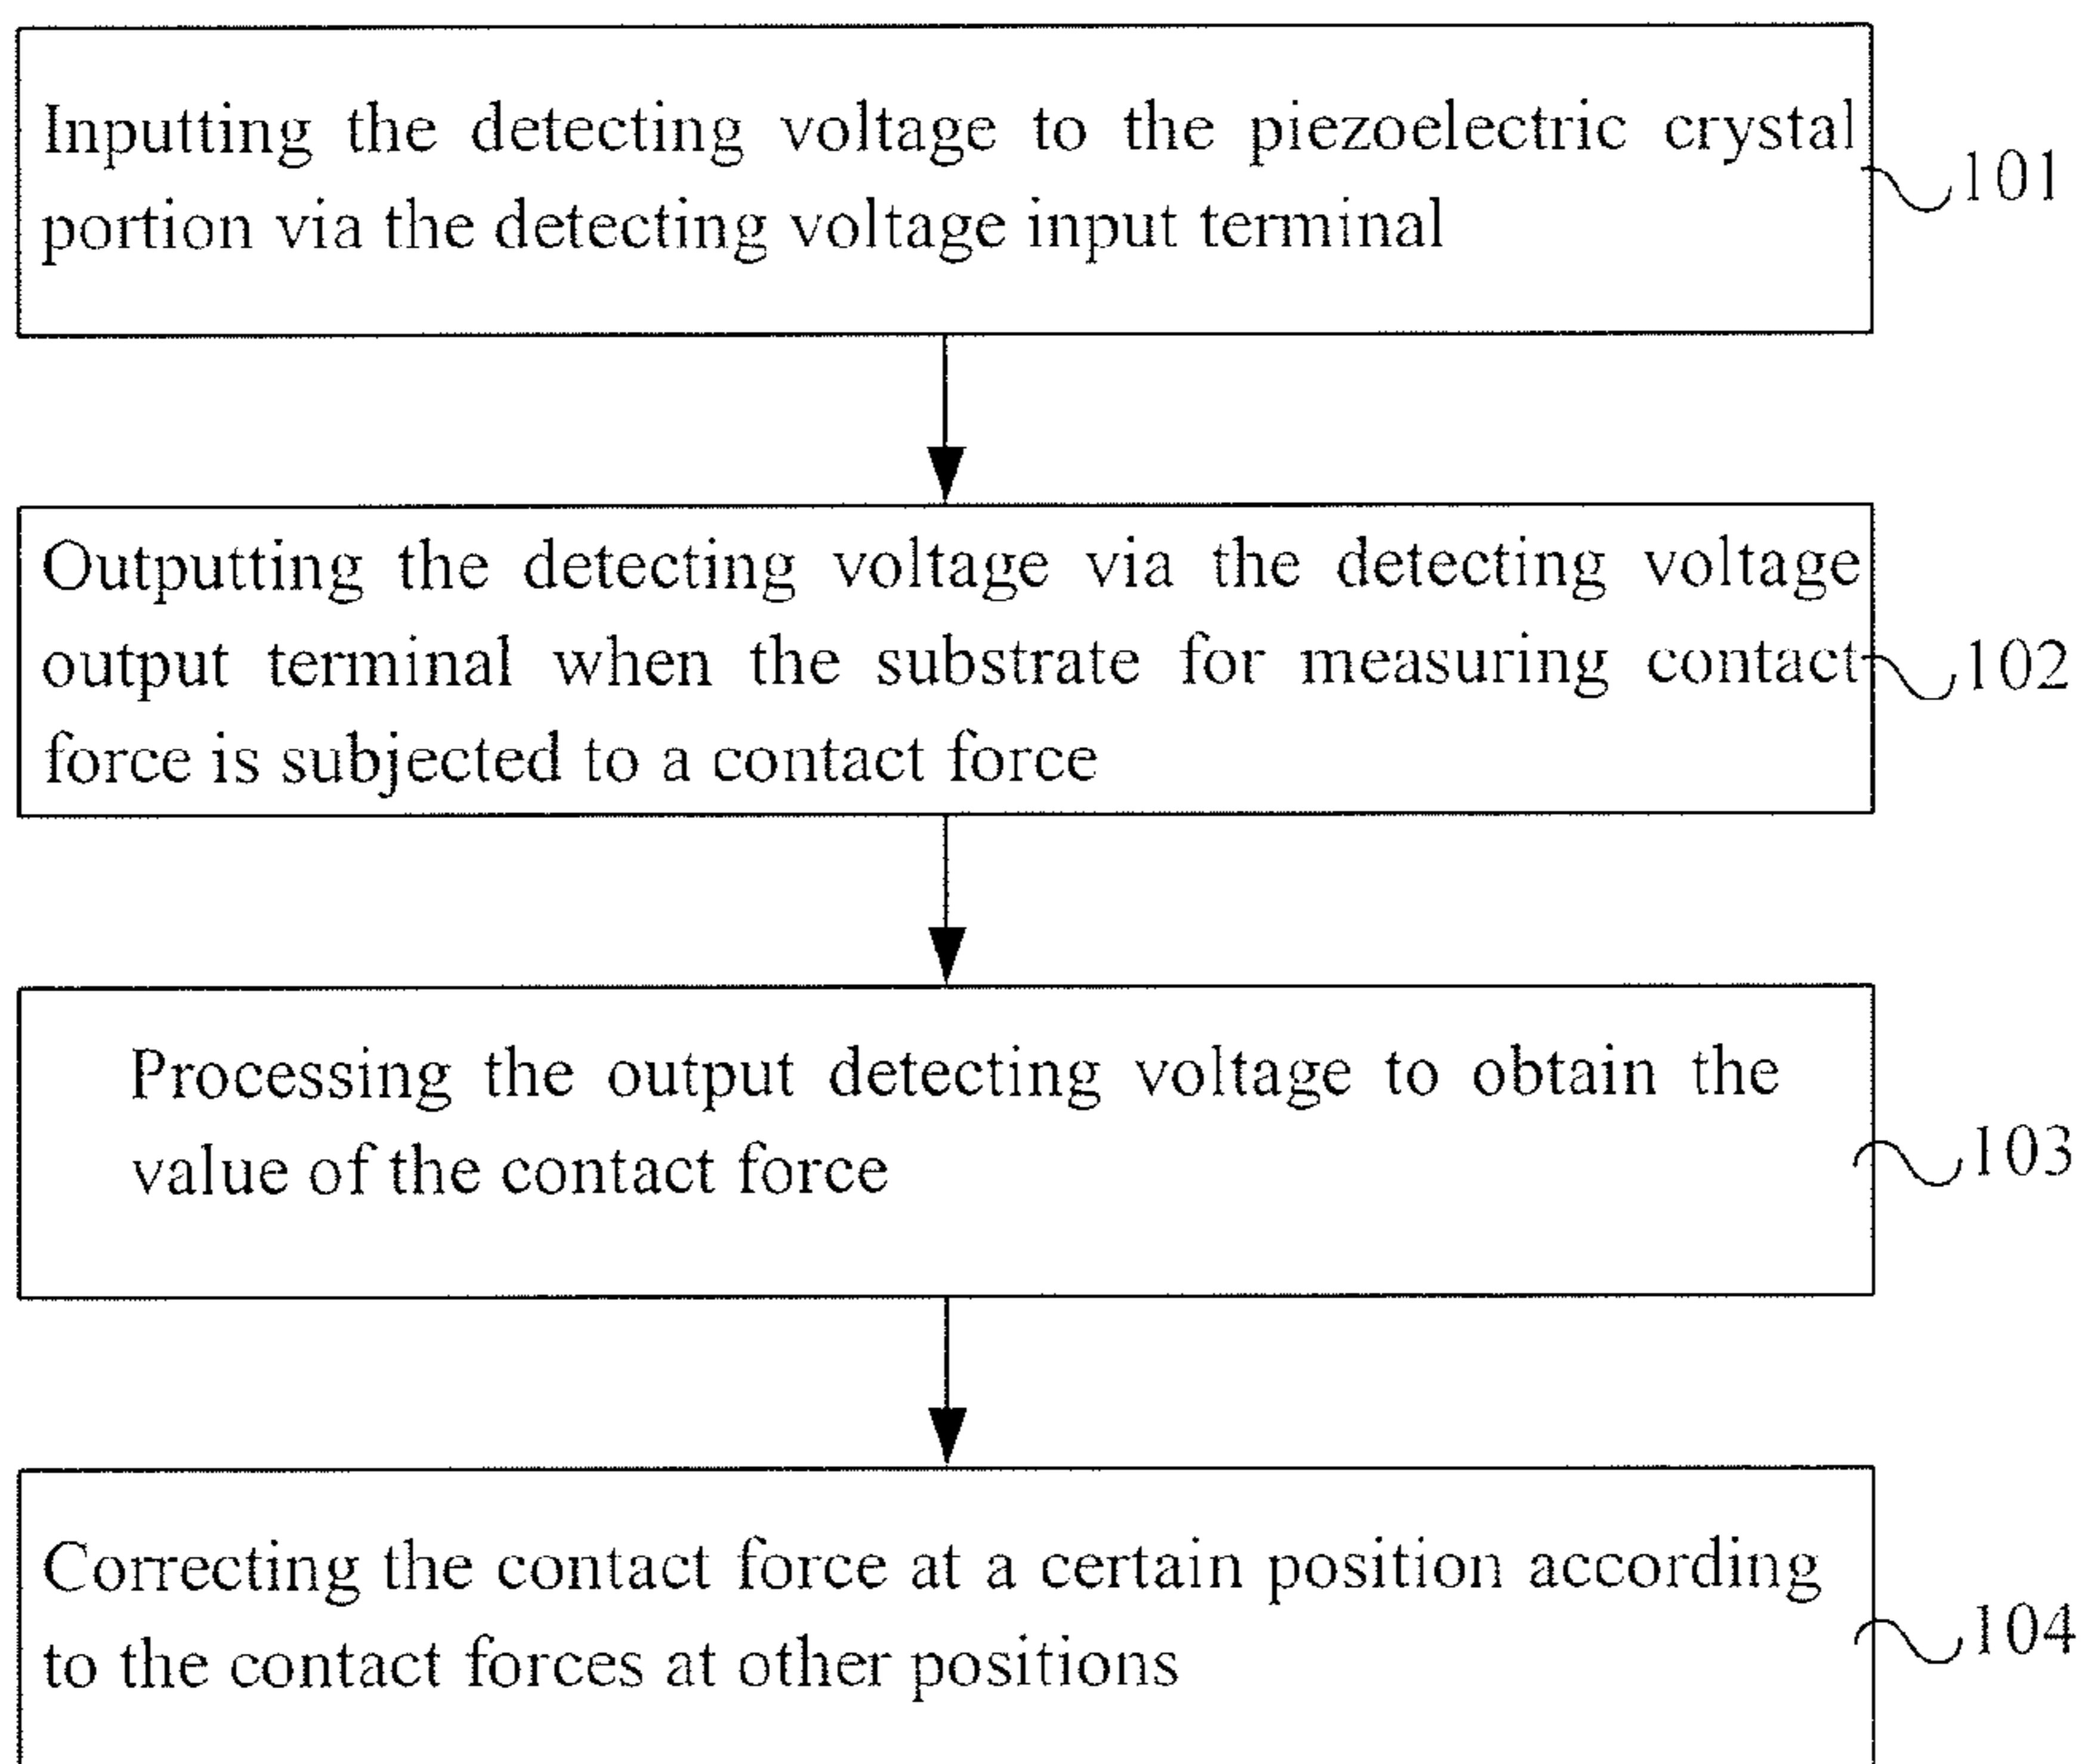 Inputting the detecting voltage to the piezoelectric crystal
portion via the detecting voltage input terminal
101
Outputting the detecting voltage via the detecting voltage
output terminal when the substrate for measuring contact
force is subjected to a contact force
102
Processing the output detecting voltage to obtain the
value of the contact force
103
Correcting the contact force at a certain position according
to the contact forces at other positions
104